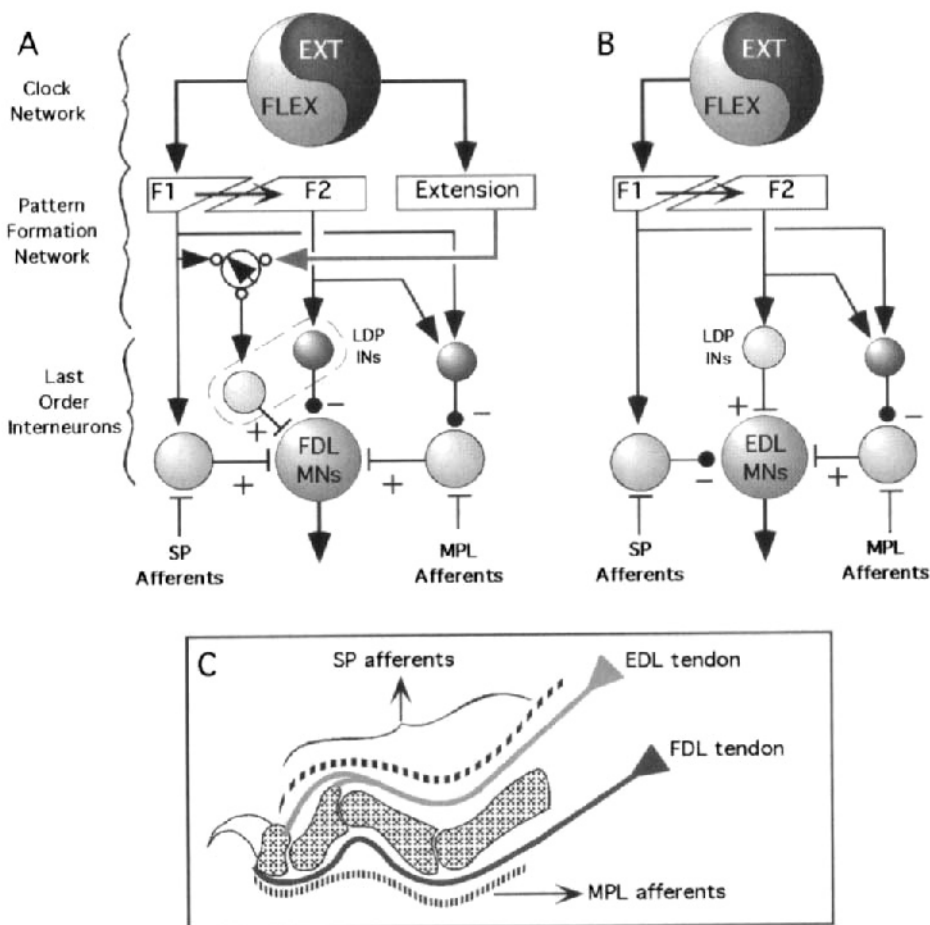 A
Clock
Network
EXT
FLEX
Pattern
Formation
Network
F1
F2
Extension
Last
Order
Interneurons
LDP
INs
–
–
+
FDL
MNs
+
+
SP
Afferents
MPL
Afferents
B
EXT
FLEX
F1
F2
LDP
INs
+
–
EDL
MNs
–
+
SP
Afferents
MPL
Afferents
C
SP afferents
EDL tendon
FDL tendon
MPL afferents